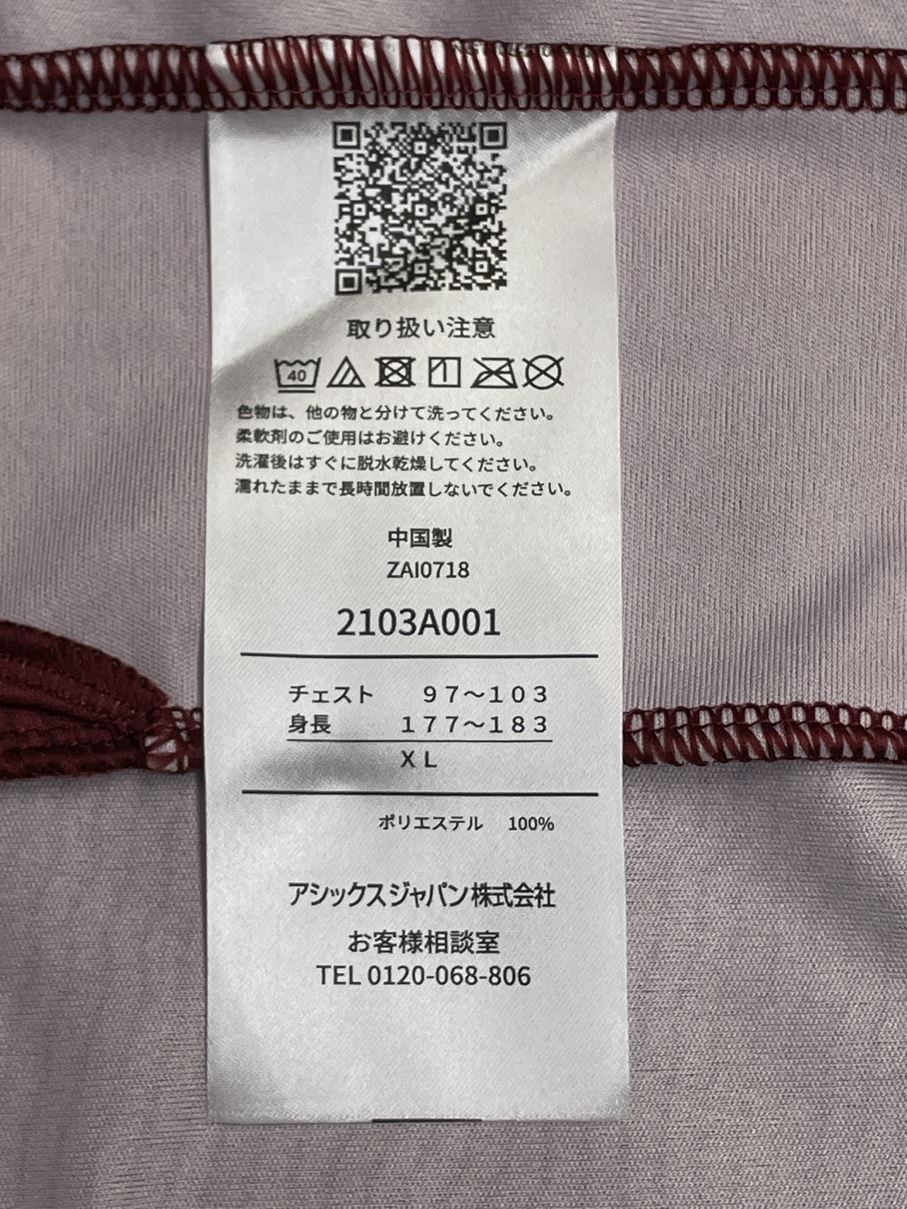 取り扱い注意
40
色物は、他の物と分けて洗ってください。
柔軟剤のご使用はお避けください。
洗濯後はすぐに脱水乾燥してください。
濡れたままで長時間放置しないでください。
中国製
ZAI0718
2103A001
チェスト 97～103
身長 177～183
XL
ポリエステル 100%
アシックスジャパン株式会社
お客様相談室
TEL 0120-068-806